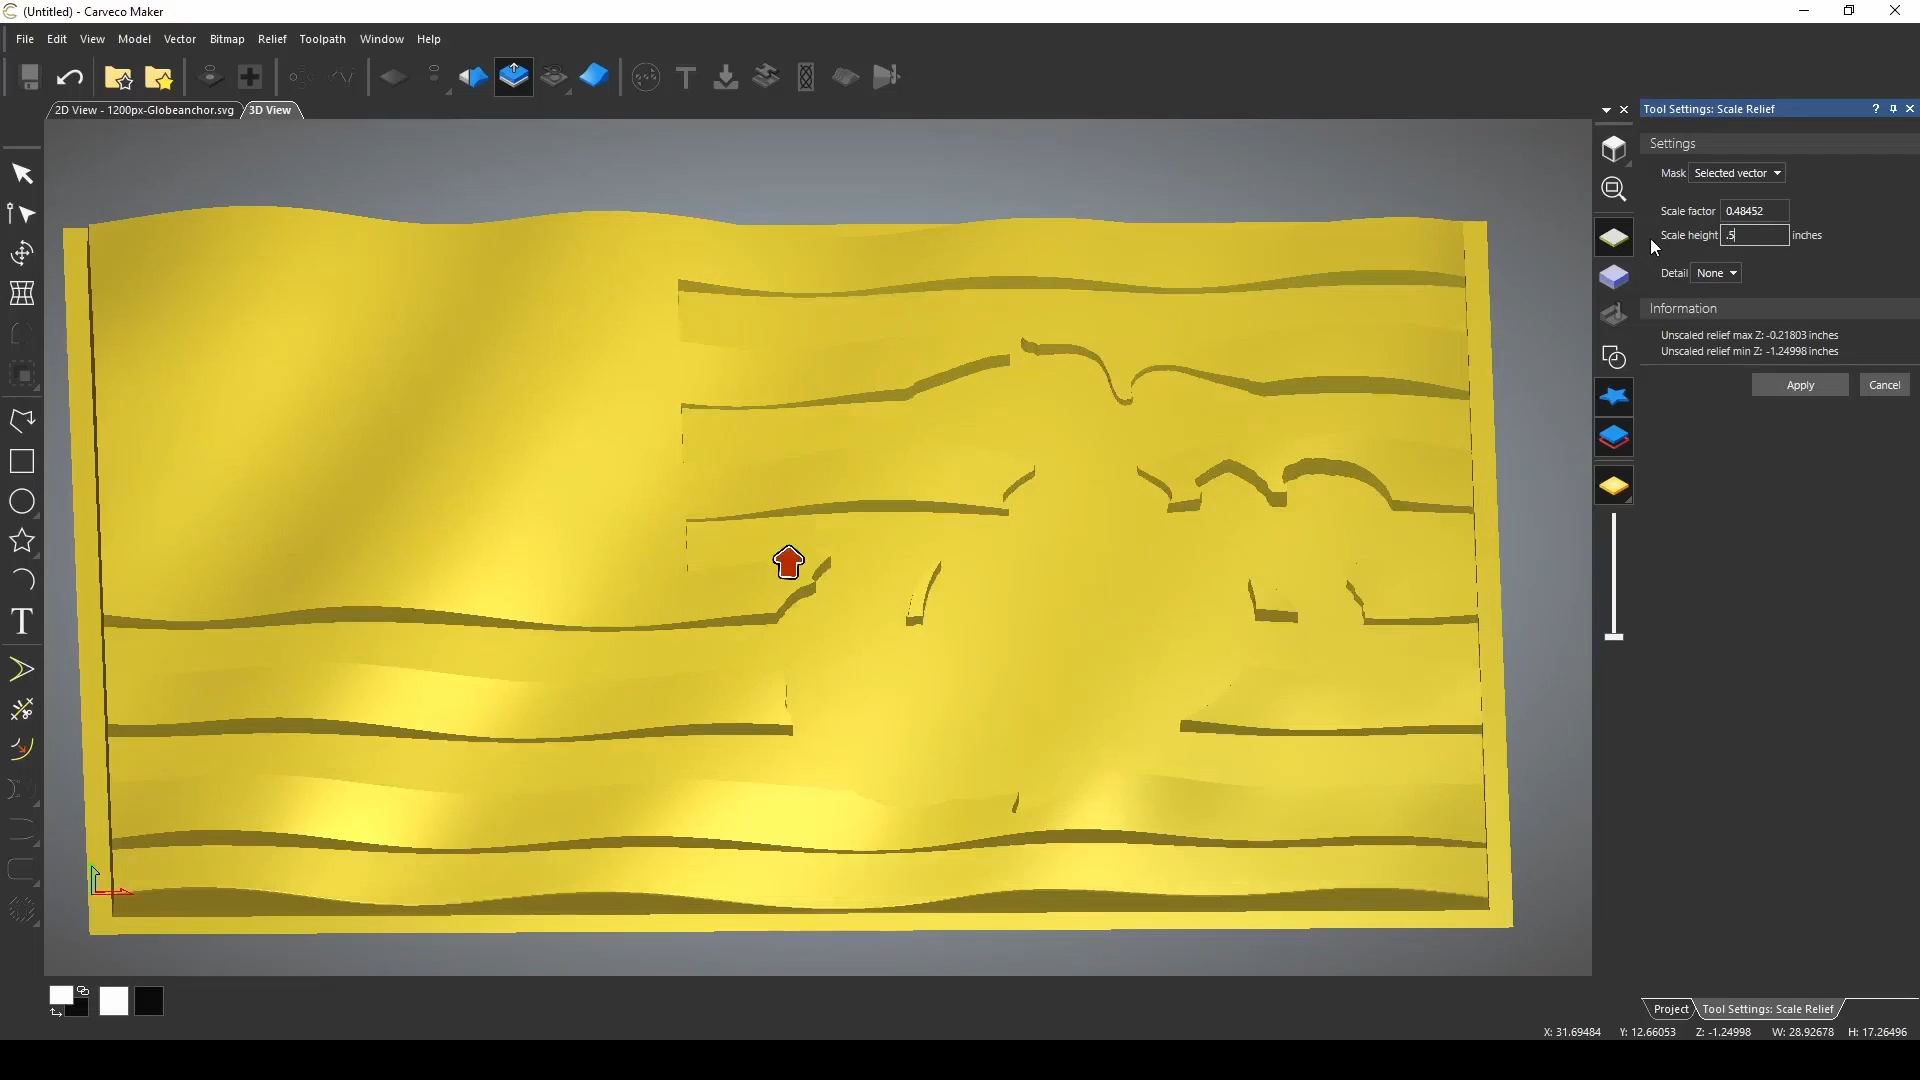 (Untitled) - Carveco Maker
File Edit View Model Vector Bitmap Relief Toolpath Window Help
2D View - 1200px-Globeanchor.svg 3D View
Tool Settings: Scale Relief
Settings
Mask Selected vector
Scale factor 0.48452
Scale height .5 inches
Detail None
Information
Unscaled relief max Z: -0.21803 inches
Unscaled relief min Z: -1.24998 inches
Apply Cancel
Project Tool Settings: Scale Relief
X: 31.69484 Y: 12.66053 Z: -1.24998 W: 28.92678 H: 17.26496